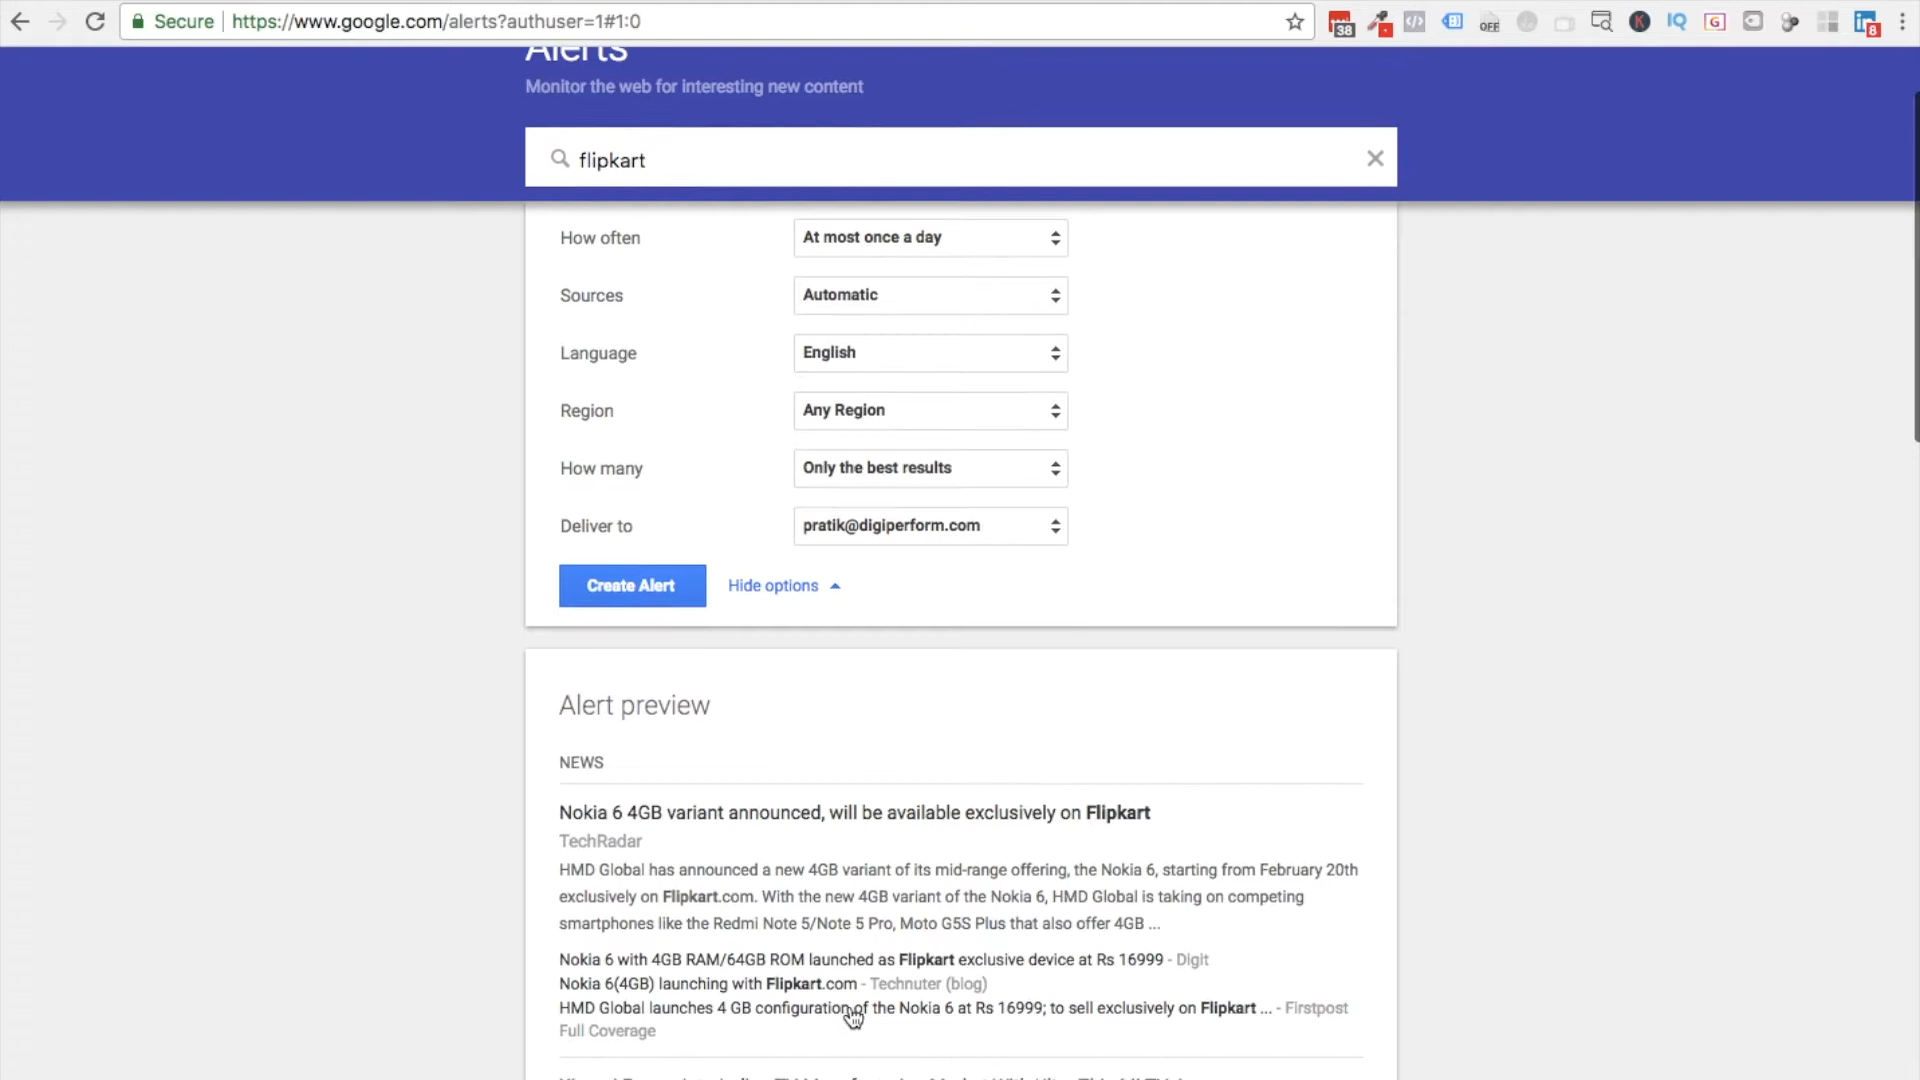 Secure https://www.google.com/alerts?authuser=1#1:0
38
OFF
K
IQ
G
in 8
Alerts
Monitor the web for interesting new content
flipkart
How often At most once a day
Sources Automatic
Language English
Region Any Region
How many Only the best results
Deliver to pratik@digiperform.com
Create Alert Hide options
Alert preview
NEWS
Nokia 6 4GB variant announced, will be available exclusively on Flipkart
TechRadar
HMD Global has announced a new 4GB variant of its mid-range offering, the Nokia 6, starting from February 20th
exclusively on Flipkart.com. With the new 4GB variant of the Nokia 6, HMD Global is taking on competing
smartphones like the Redmi Note 5/Note 5 Pro, Moto G5S Plus that also offer 4GB ...
Nokia 6 with 4GB RAM/64GB ROM launched as Flipkart exclusive device at Rs 16999 - Digit
Nokia 6(4GB) launching with Flipkart.com - Technuter (blog)
HMD Global launches 4 GB configuration of the Nokia 6 at Rs 16999; to sell exclusively on Flipkart ... - Firstpost
Full Coverage